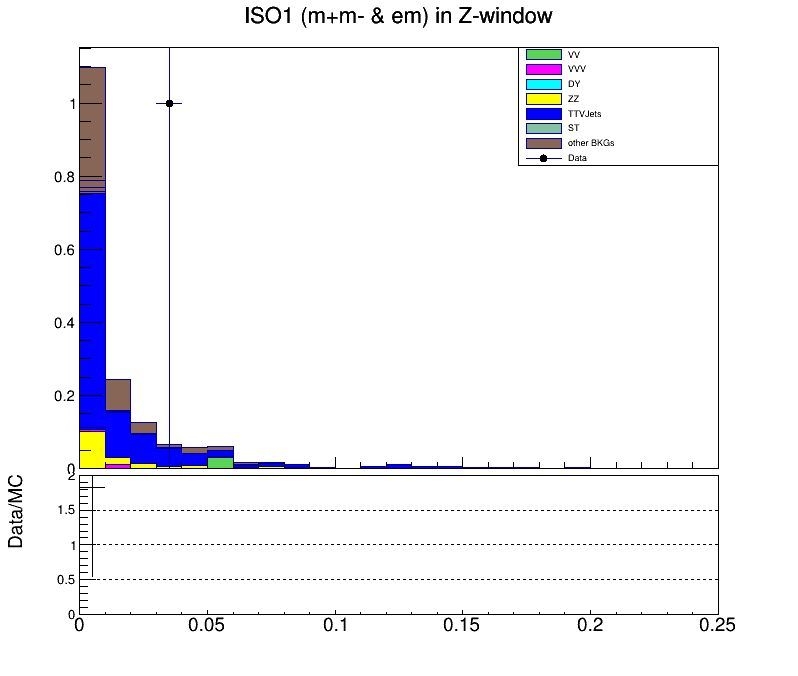 ISO1 (m+m- & em) in Z-window
VV
VVV
DY
ZZ
TTVJets
ST
other BKGs
Data
1
0.8
0.6
0.4
0.2
0
Data/MC
2
1.5
1
0.5
0
0 0.05 0.1 0.15 0.2 0.25